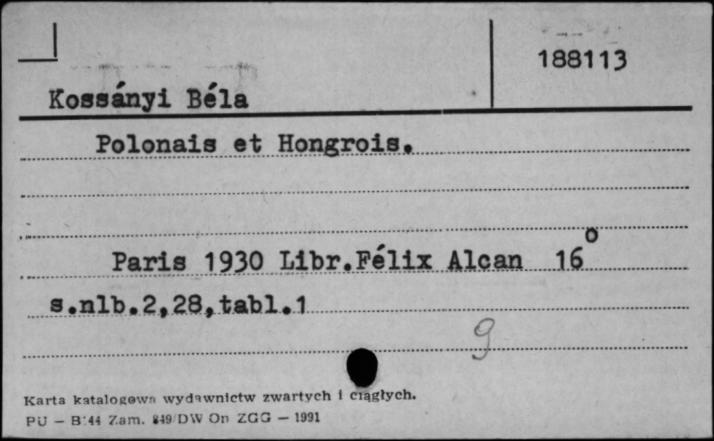 188113
Kossányi Béla
Polonais et Hongrois.
Paris 1930 Libr.Félix Alcan 16°
s.nlb.2,28,tabl.1
9
Karta katalogowa wydawnictw zwartych i ciągłych.
PU — B/44 Zam. 849/DW On ZGG — 1991